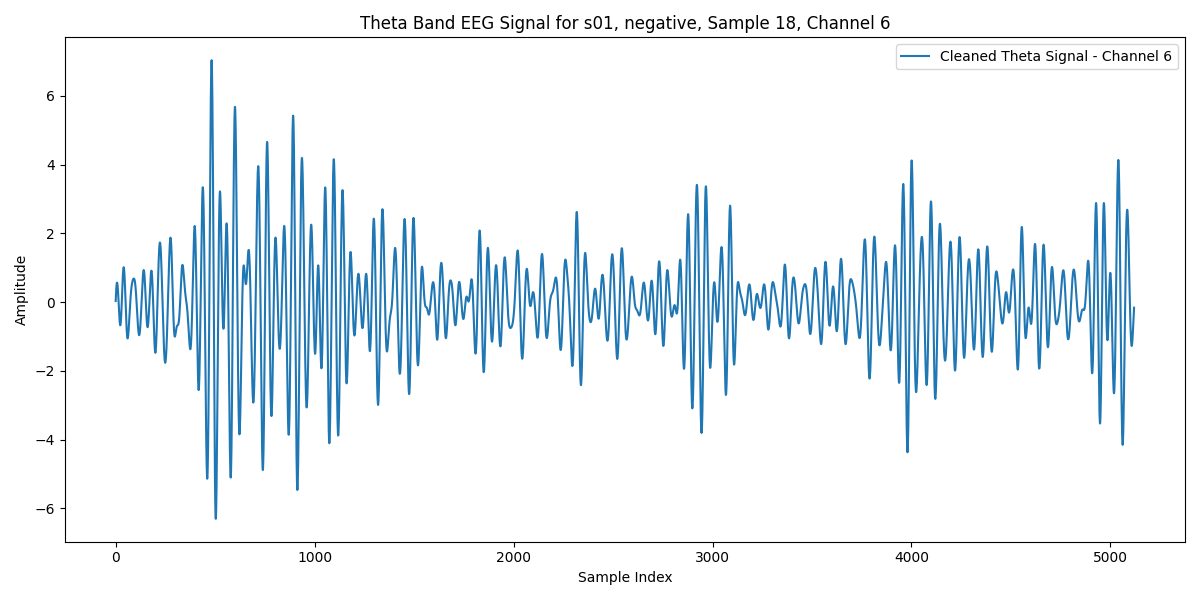 Theta Band EEG Signal for s01, negative, Sample 18, Channel 6
Cleaned Theta Signal - Channel 6
Amplitude
6
4
2
0
−2
−4
−6
0 1000 2000 3000 4000 5000
Sample Index